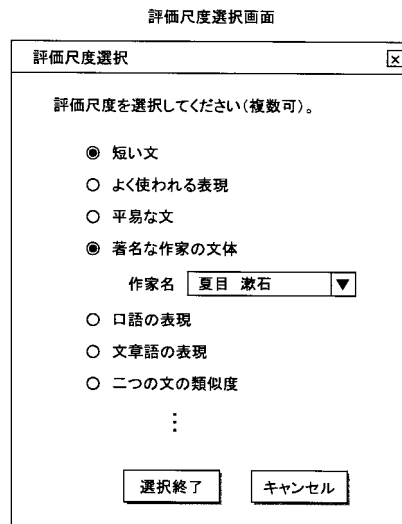 評価尺度選択画面
評価尺度選択
評価尺度を選択してください(複数可)。
短い文
よく使われる表現
平易な文
著名な作家の文体
作家名 夏目 漱石
口語の表現
文章語の表現
二つの文の類似度
⋮
選択終了 キャンセル